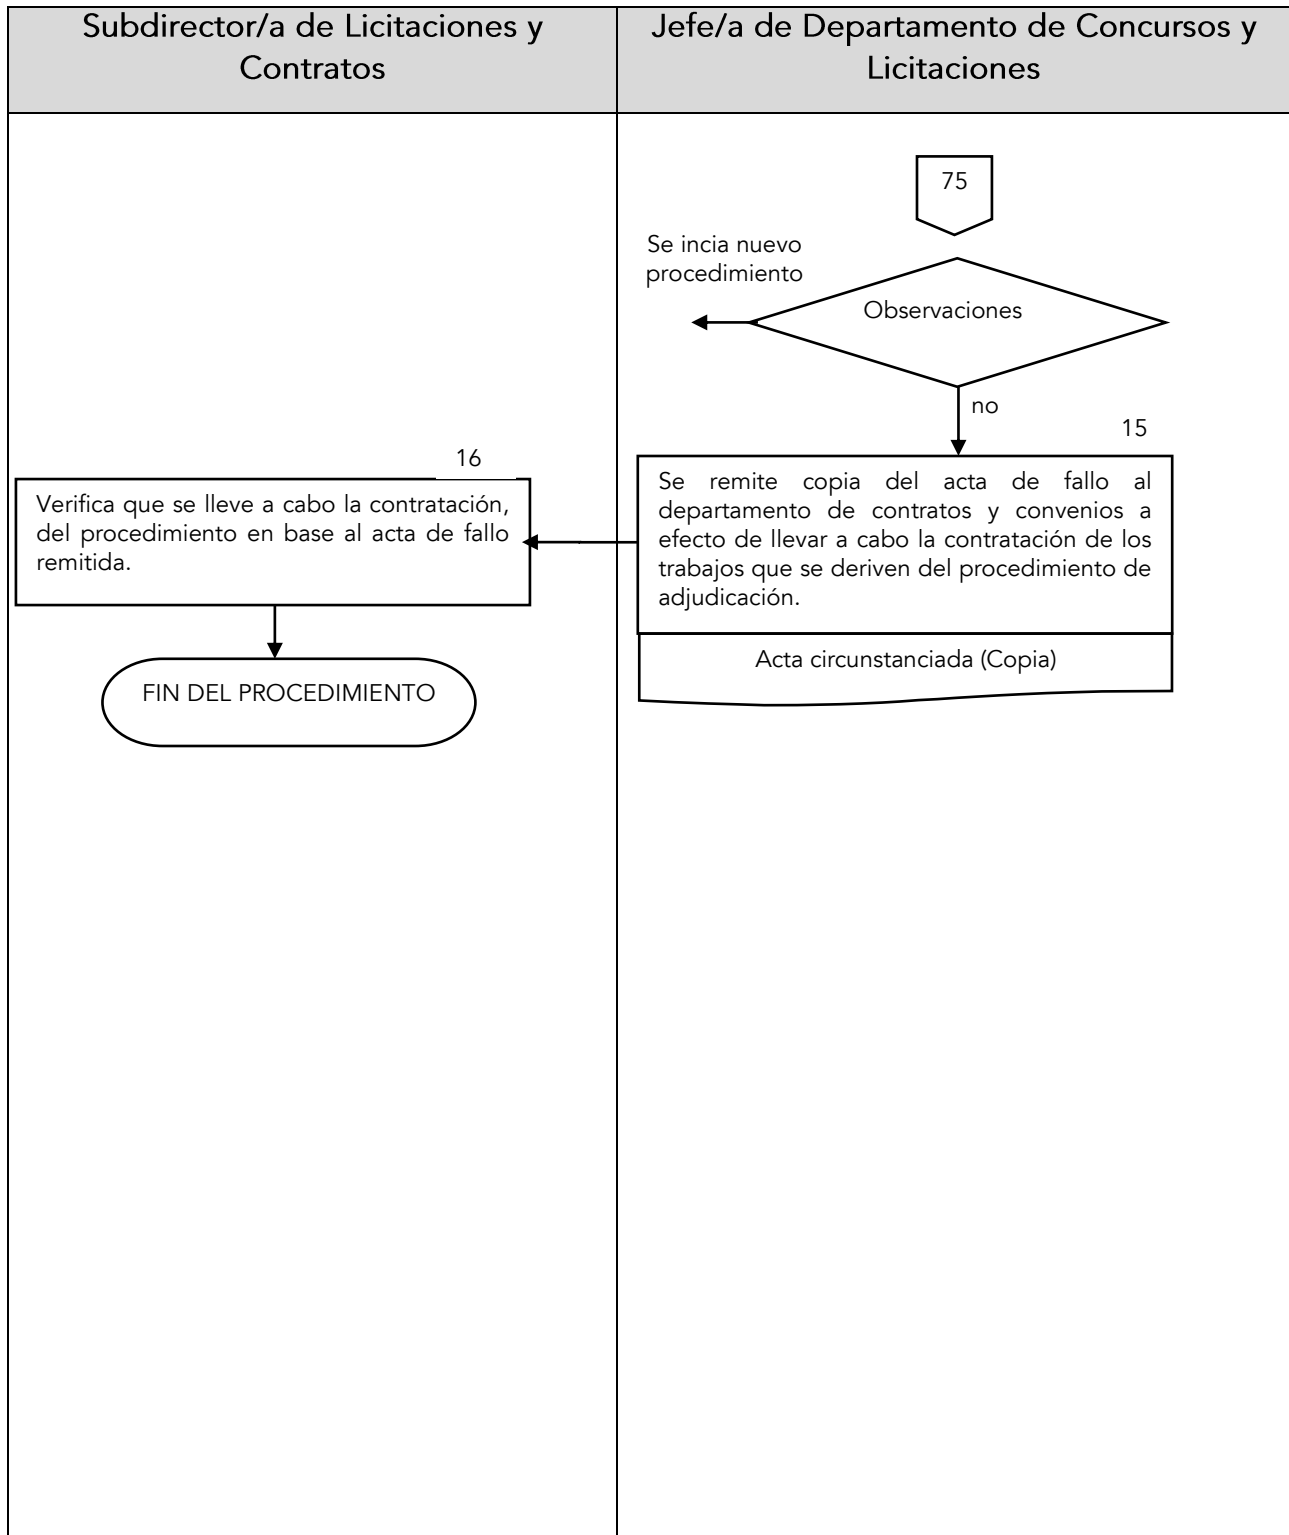 Subdirector/a de Licitaciones y
Contratos
Jefe/a de Departamento de Concursos y
Licitaciones
75
Se incia nuevo
procedimiento
Observaciones
no
15
Se remite copia del acta de fallo al
departamento de contratos y convenios a
efecto de llevar a cabo la contratación de los
trabajos que se deriven del procedimiento de
adjudicación.
Acta circunstanciada (Copia)
16
Verifica que se lleve a cabo la contratación,
del procedimiento en base al acta de fallo
remitida.
FIN DEL PROCEDIMIENTO